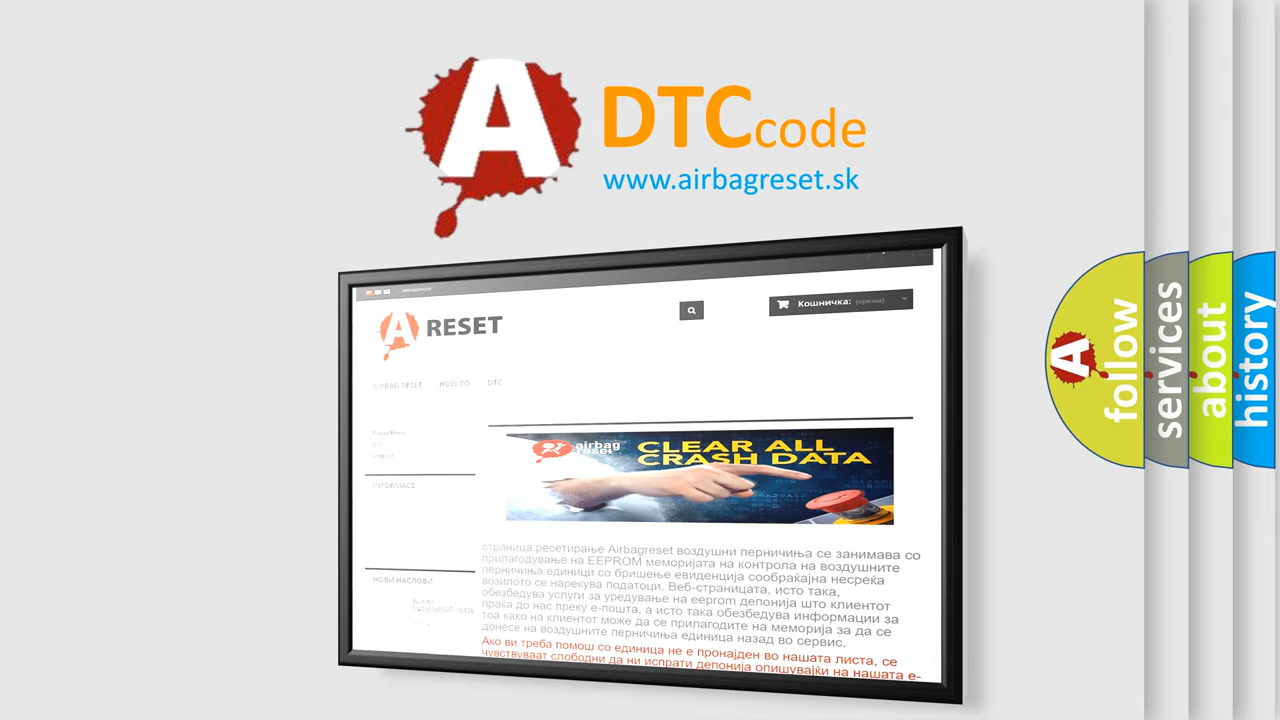 A
DTC code
www.airbagreset.sk
A RESET
Кошничка: (празни)
AIRBAG RESET HOW TO DTC
INFORMACE
airbag reset
CLEAR ALL
CRASH DATA
страница ресетирање Airbagreset воздушни перничиња се занимава со
прилагодување на EEPROM меморијата на контрола на воздушните
перничиња единици со бришење евиденција сообраќајна несреќа
возилото се нарекува податоци. Веб-страницата, исто така,
обезбедува услуги за уредување на eeprom депонија што клиентот
праќа до нас преку е-пошта, а исто така обезбедува информации за
тоа како на клиентот може да се прилагодите на меморија за да се
донесе на воздушните перничиња единица назад во сервис.
Ако ви треба помош со единица не е пронајден во нашата листа, се
чувствуваат слободни да ни испрати депонија опишувајќи на нашата е-
НОВИ НАСЛОВИ
A
follow
services
about
history